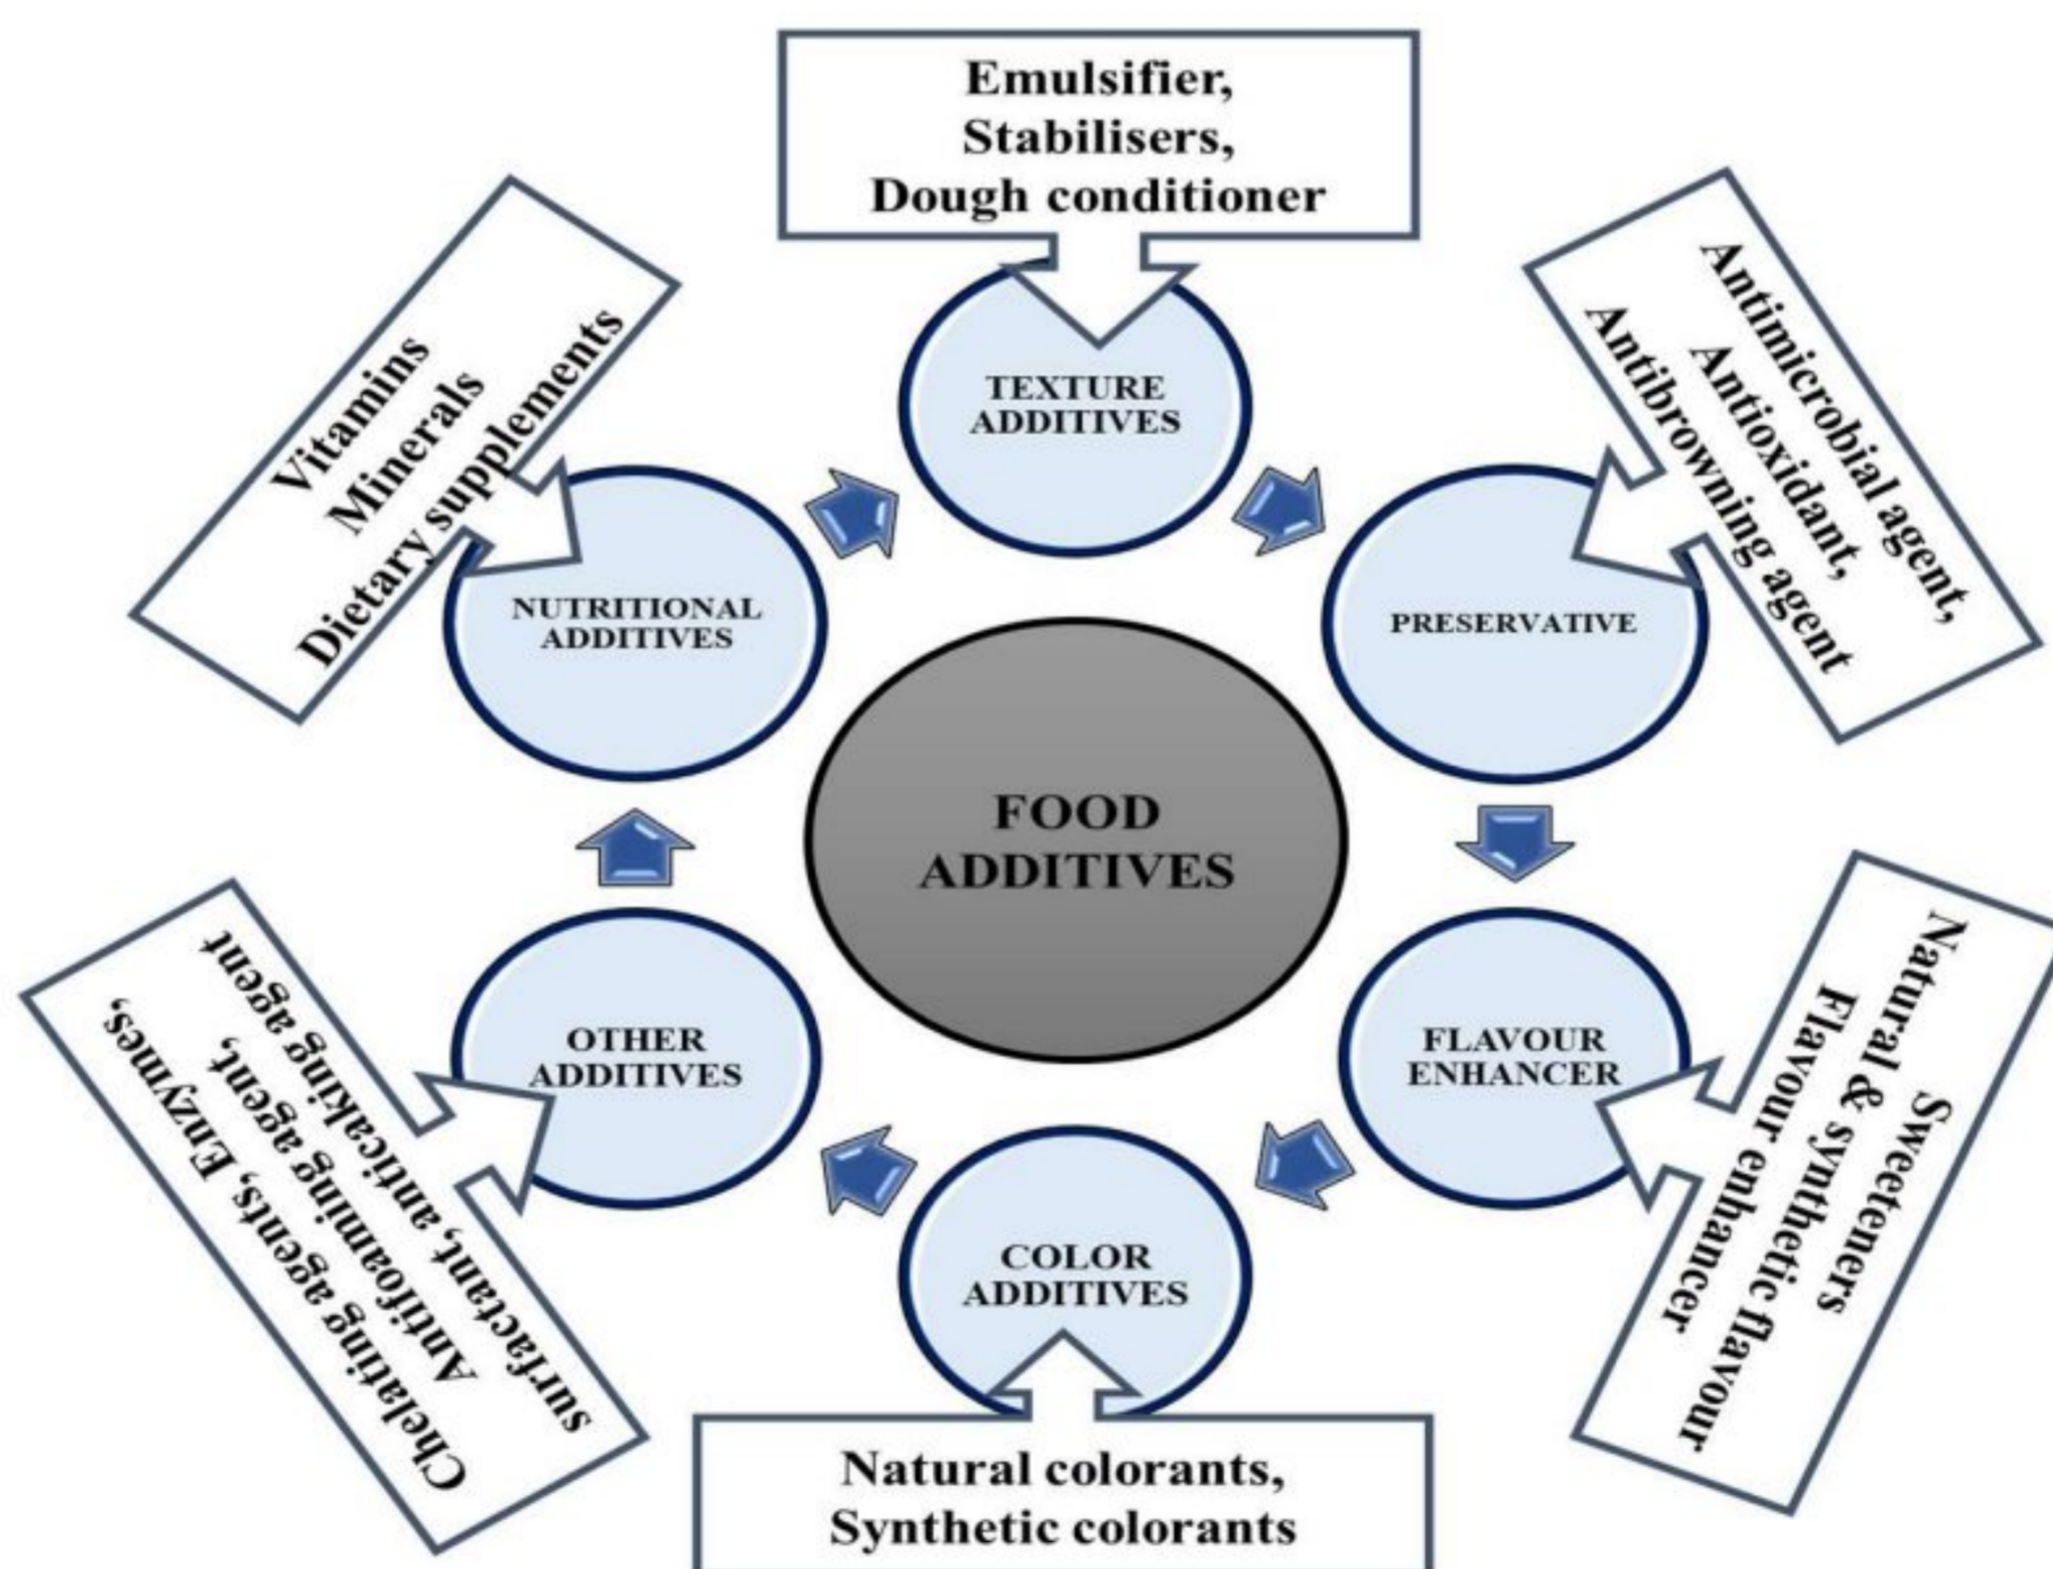 Emulsifier,
Stabilisers,
Dough conditioner
TEXTURE
ADDITIVES
Antimicrobial agent,
Antioxidant,
Antibrowning agent
PRESERVATIVE
Sweeteners
Natural & synthetic flavour
Flavour enhancer
FLAVOUR
ENHANCER
Natural colorants,
Synthetic colorants
COLOR
ADDITIVES
Chelating agents, Enzymes,
Antifoaming agent,
surfactant, anticaking agent
OTHER
ADDITIVES
Vitamins
Minerals
Dietary supplements
NUTRITIONAL
ADDITIVES
FOOD
ADDITIVES